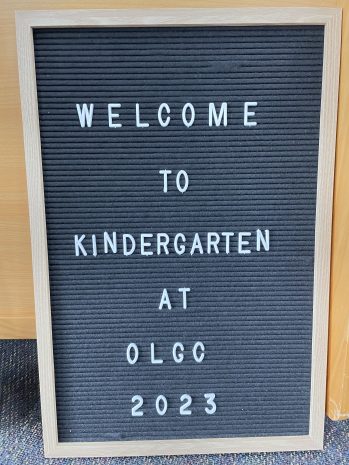 WELCOME
TO
KINDERGARTEN
AT
OLGC
2023